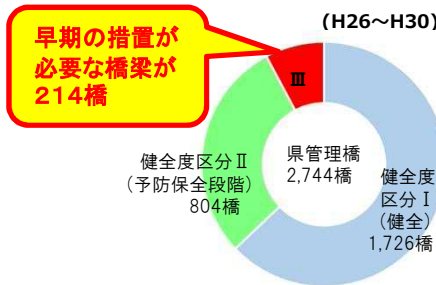 (H26～H30)
早期の措置が
必要な橋梁が
214橋
Ⅲ
健全度区分Ⅱ
(予防保全段階)
804橋
県管理橋
2,744橋
健全度
区分Ⅰ
(健全)
1,726橋